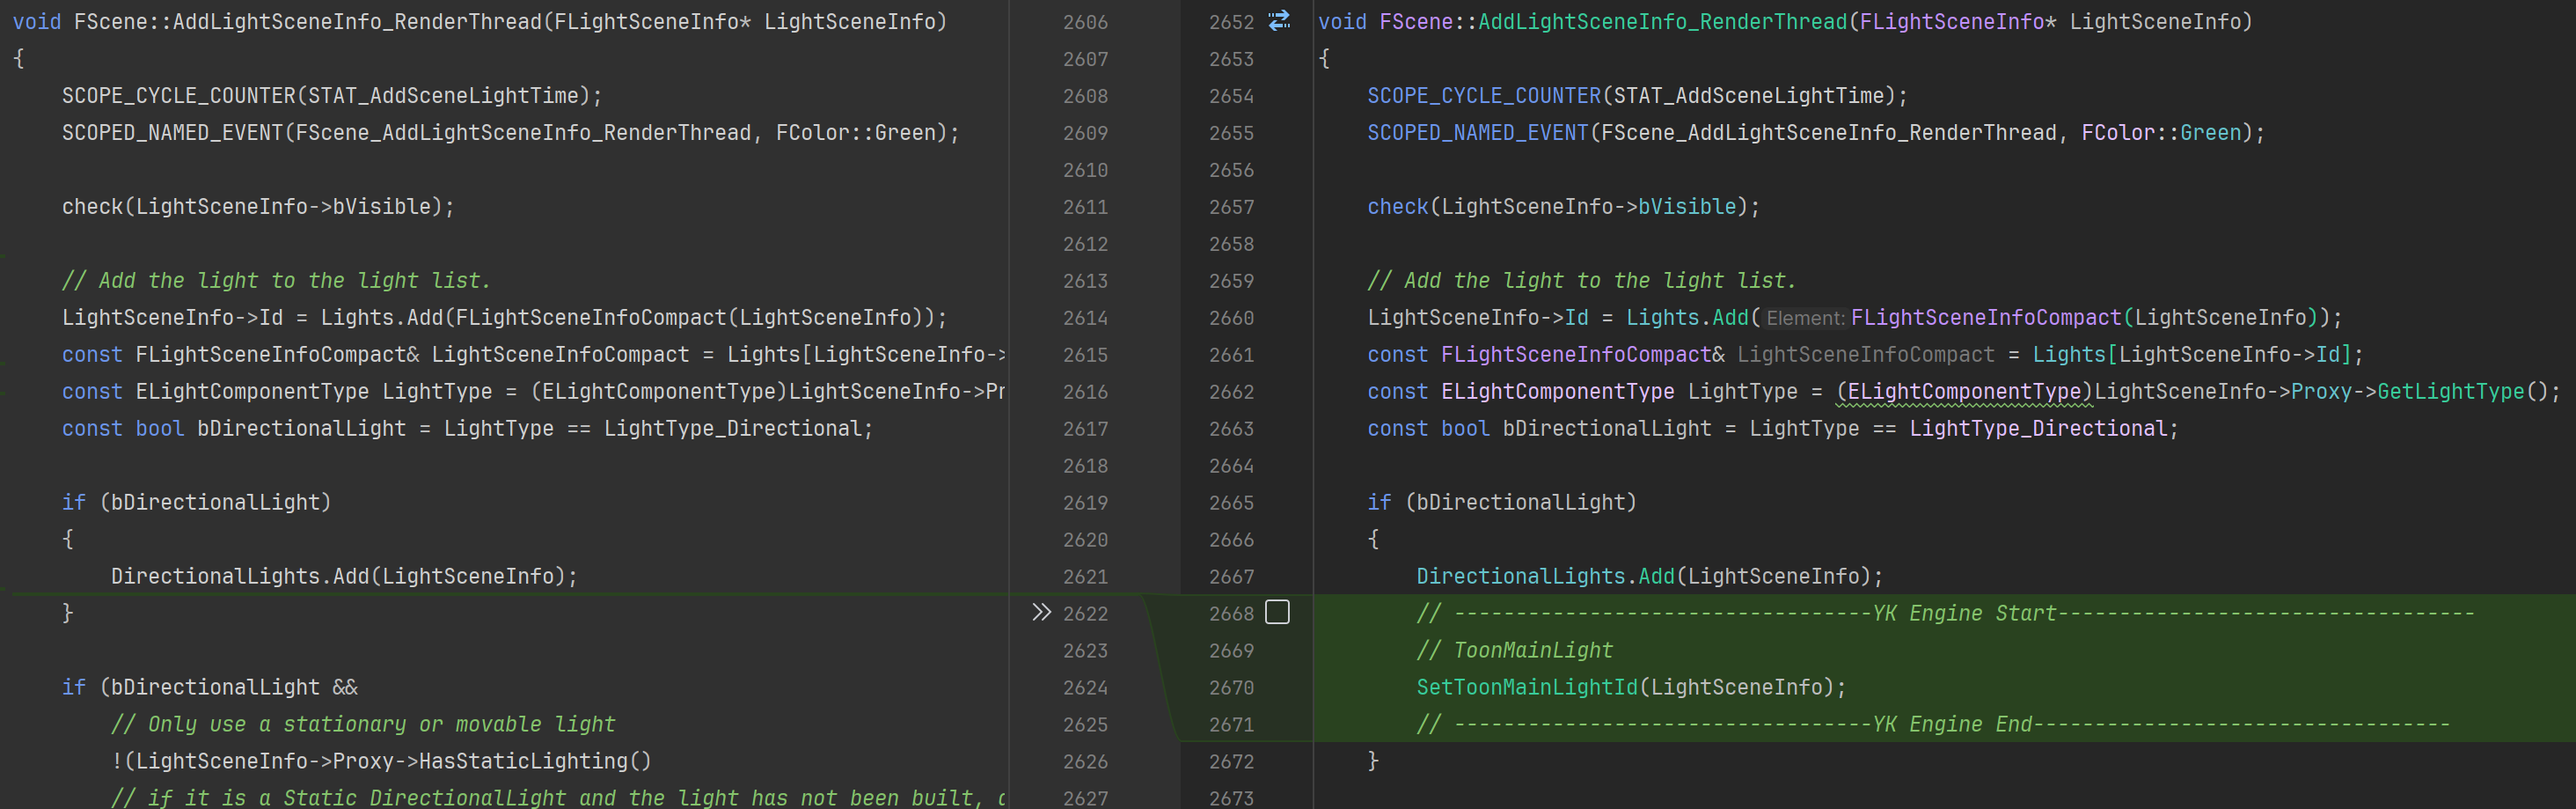 void FScene::AddLightSceneInfo_RenderThread(FLightSceneInfo* LightSceneInfo)
{
    SCOPE_CYCLE_COUNTER(STAT_AddSceneLightTime);
    SCOPED_NAMED_EVENT(FScene_AddLightSceneInfo_RenderThread, FColor::Green);

    check(LightSceneInfo->bVisible);

    // Add the light to the light list.
    LightSceneInfo->Id = Lights.Add(FLightSceneInfoCompact(LightSceneInfo));
    const FLightSceneInfoCompact& LightSceneInfoCompact = Lights[LightSceneInfo->
    const ELightComponentType LightType = (ELightComponentType)LightSceneInfo->Pr
    const bool bDirectionalLight = LightType == LightType_Directional;

    if (bDirectionalLight)
    {
        DirectionalLights.Add(LightSceneInfo);
    }

    if (bDirectionalLight &&
        // Only use a stationary or movable light
        !(LightSceneInfo->Proxy->HasStaticLighting()
        // if it is a Static DirectionalLight and the light has not been built,
2606
2607
2608
2609
2610
2611
2612
2613
2614
2615
2616
2617
2618
2619
2620
2621
2622
2623
2624
2625
2626
2627
2652
2653
2654
2655
2656
2657
2658
2659
2660
2661
2662
2663
2664
2665
2666
2667
2668
2669
2670
2671
2672
2673
void FScene::AddLightSceneInfo_RenderThread(FLightSceneInfo* LightSceneInfo)
{
    SCOPE_CYCLE_COUNTER(STAT_AddSceneLightTime);
    SCOPED_NAMED_EVENT(FScene_AddLightSceneInfo_RenderThread, FColor::Green);

    check(LightSceneInfo->bVisible);

    // Add the light to the light list.
    LightSceneInfo->Id = Lights.Add( Element: FLightSceneInfoCompact(LightSceneInfo));
    const FLightSceneInfoCompact& LightSceneInfoCompact = Lights[LightSceneInfo->Id];
    const ELightComponentType LightType = (ELightComponentType)LightSceneInfo->Proxy->GetLightType();
    const bool bDirectionalLight = LightType == LightType_Directional;

    if (bDirectionalLight)
    {
        DirectionalLights.Add(LightSceneInfo);
        // ----------------------------------YK Engine Start----------------------------------
        // ToonMainLight
        SetToonMainLightId(LightSceneInfo);
        // ----------------------------------YK Engine End----------------------------------
    }